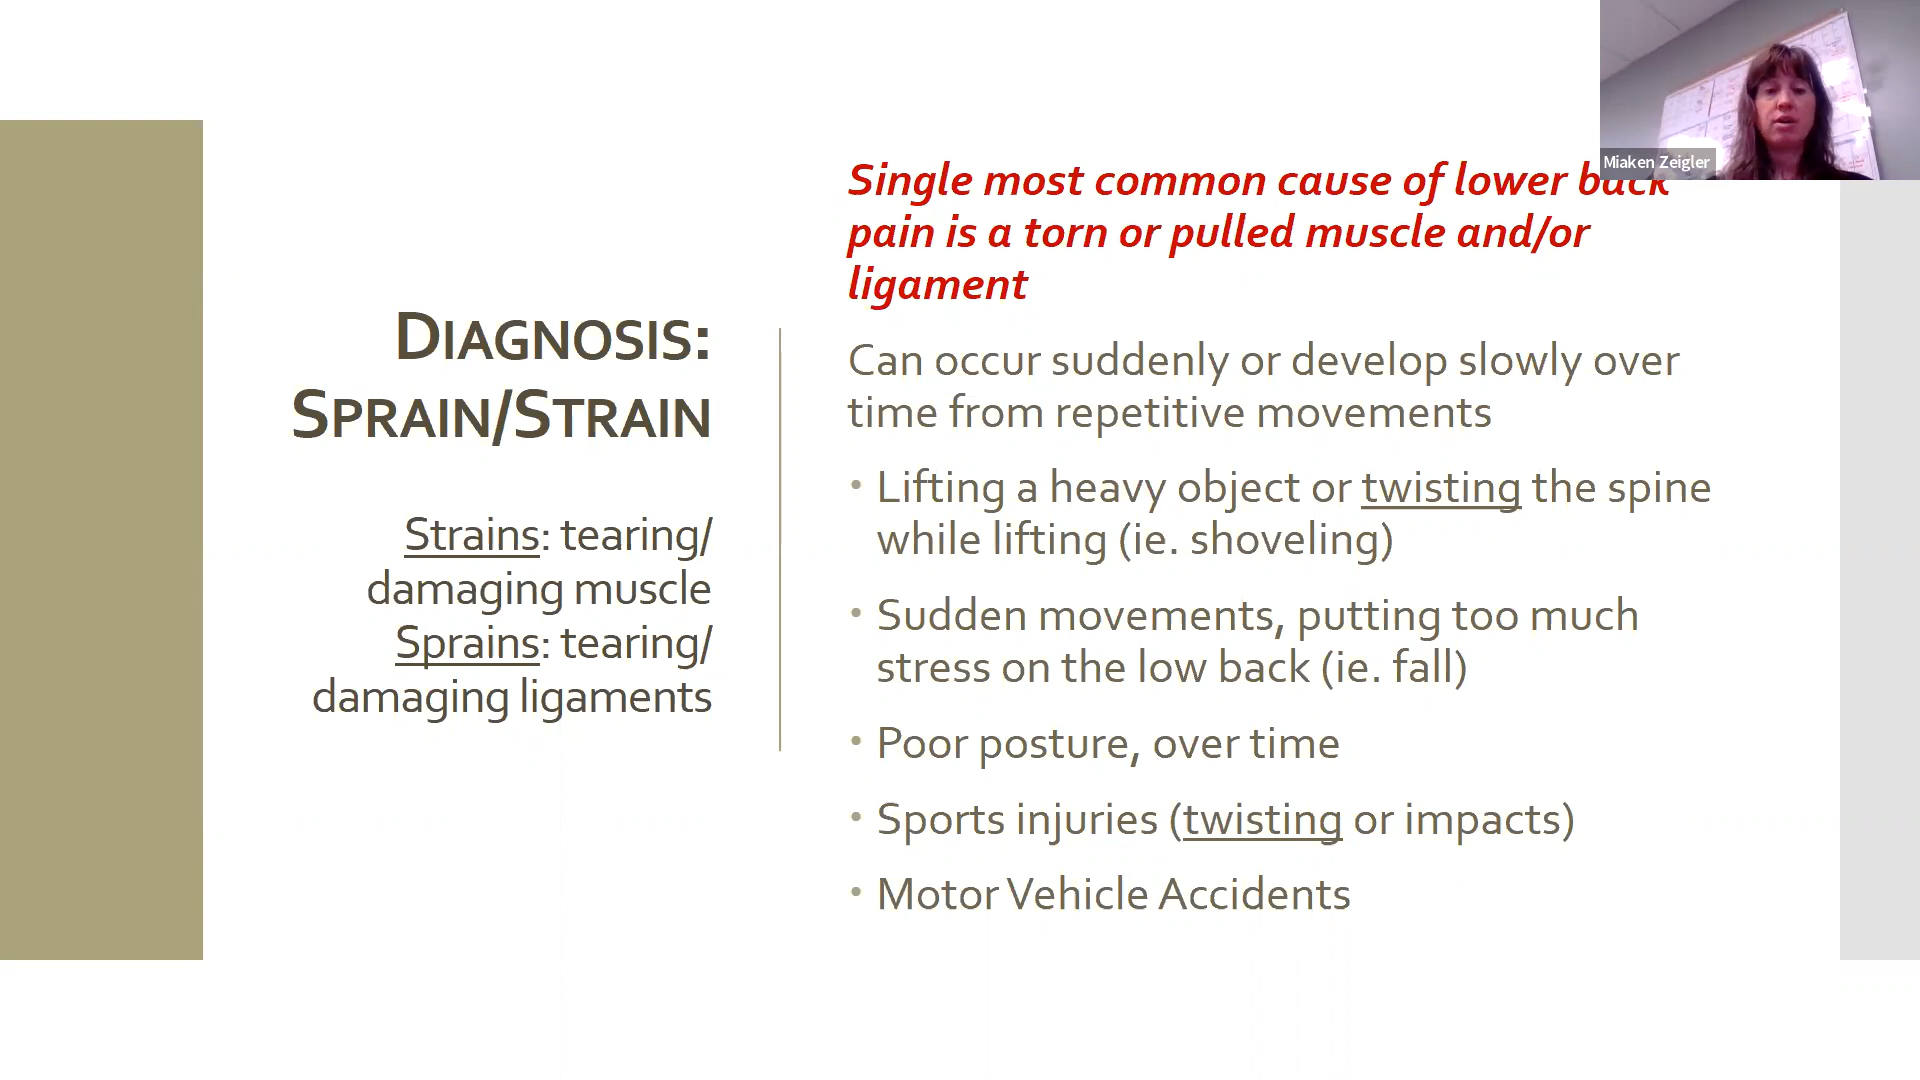 Miaken Zeigler
DIAGNOSIS:
SPRAIN/STRAIN
Strains: tearing/
damaging muscle
Sprains: tearing/
damaging ligaments
Single most common cause of lower back
pain is a torn or pulled muscle and/or
ligament
Can occur suddenly or develop slowly over
time from repetitive movements
• Lifting a heavy object or twisting the spine
while lifting (ie. shoveling)
• Sudden movements, putting too much
stress on the low back (ie. fall)
• Poor posture, over time
• Sports injuries (twisting or impacts)
• Motor Vehicle Accidents